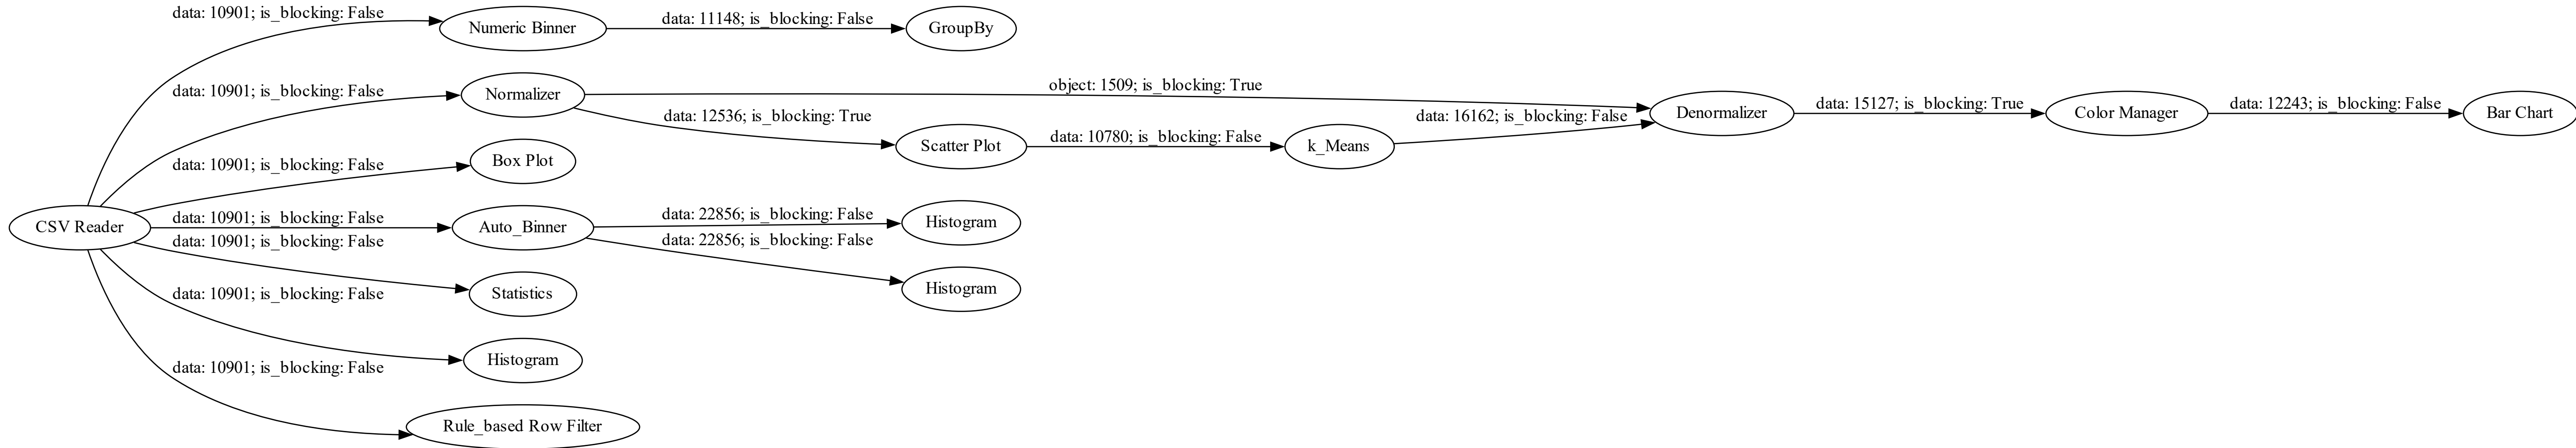 data: 10901; is_blocking: False
Numeric Binner
data: 11148; is_blocking: False
GroupBy
data: 10901; is_blocking: False
Normalizer
object: 1509; is_blocking: True
data: 12536; is_blocking: True
Scatter Plot
data: 10780; is_blocking: False
k_Means
data: 16162; is_blocking: False
Denormalizer
data: 15127; is_blocking: True
Color Manager
data: 12243; is_blocking: False
Bar Chart
data: 10901; is_blocking: False
Box Plot
CSV Reader
data: 10901; is_blocking: False
Auto_Binner
data: 22856; is_blocking: False
Histogram
data: 22856; is_blocking: False
Histogram
data: 10901; is_blocking: False
Statistics
data: 10901; is_blocking: False
Histogram
data: 10901; is_blocking: False
Rule_based Row Filter